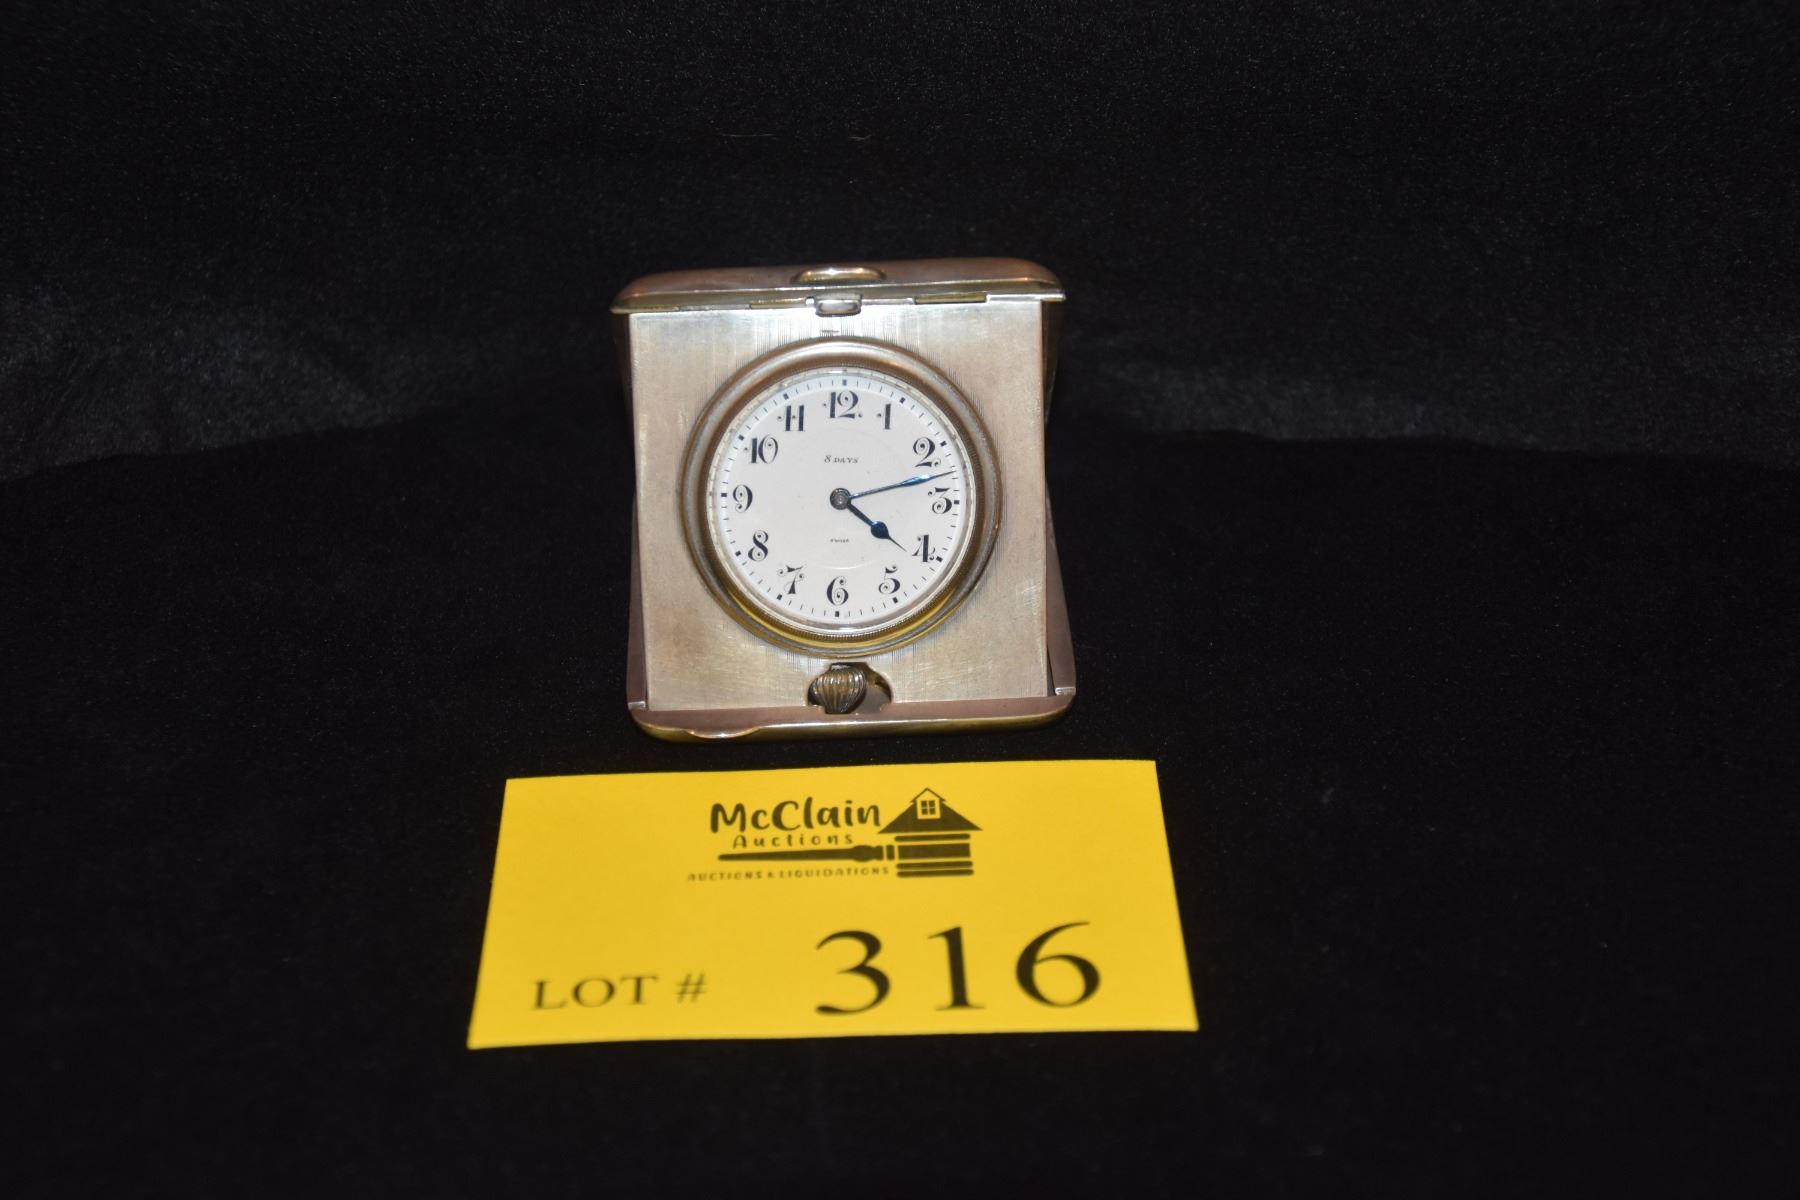 12
11 1
10 2
8 DAYS
9 3
8 4
SWISS
7 5
6
McClain
Auctions
AUCTIONS & LIQUIDATIONS
LOT # 316